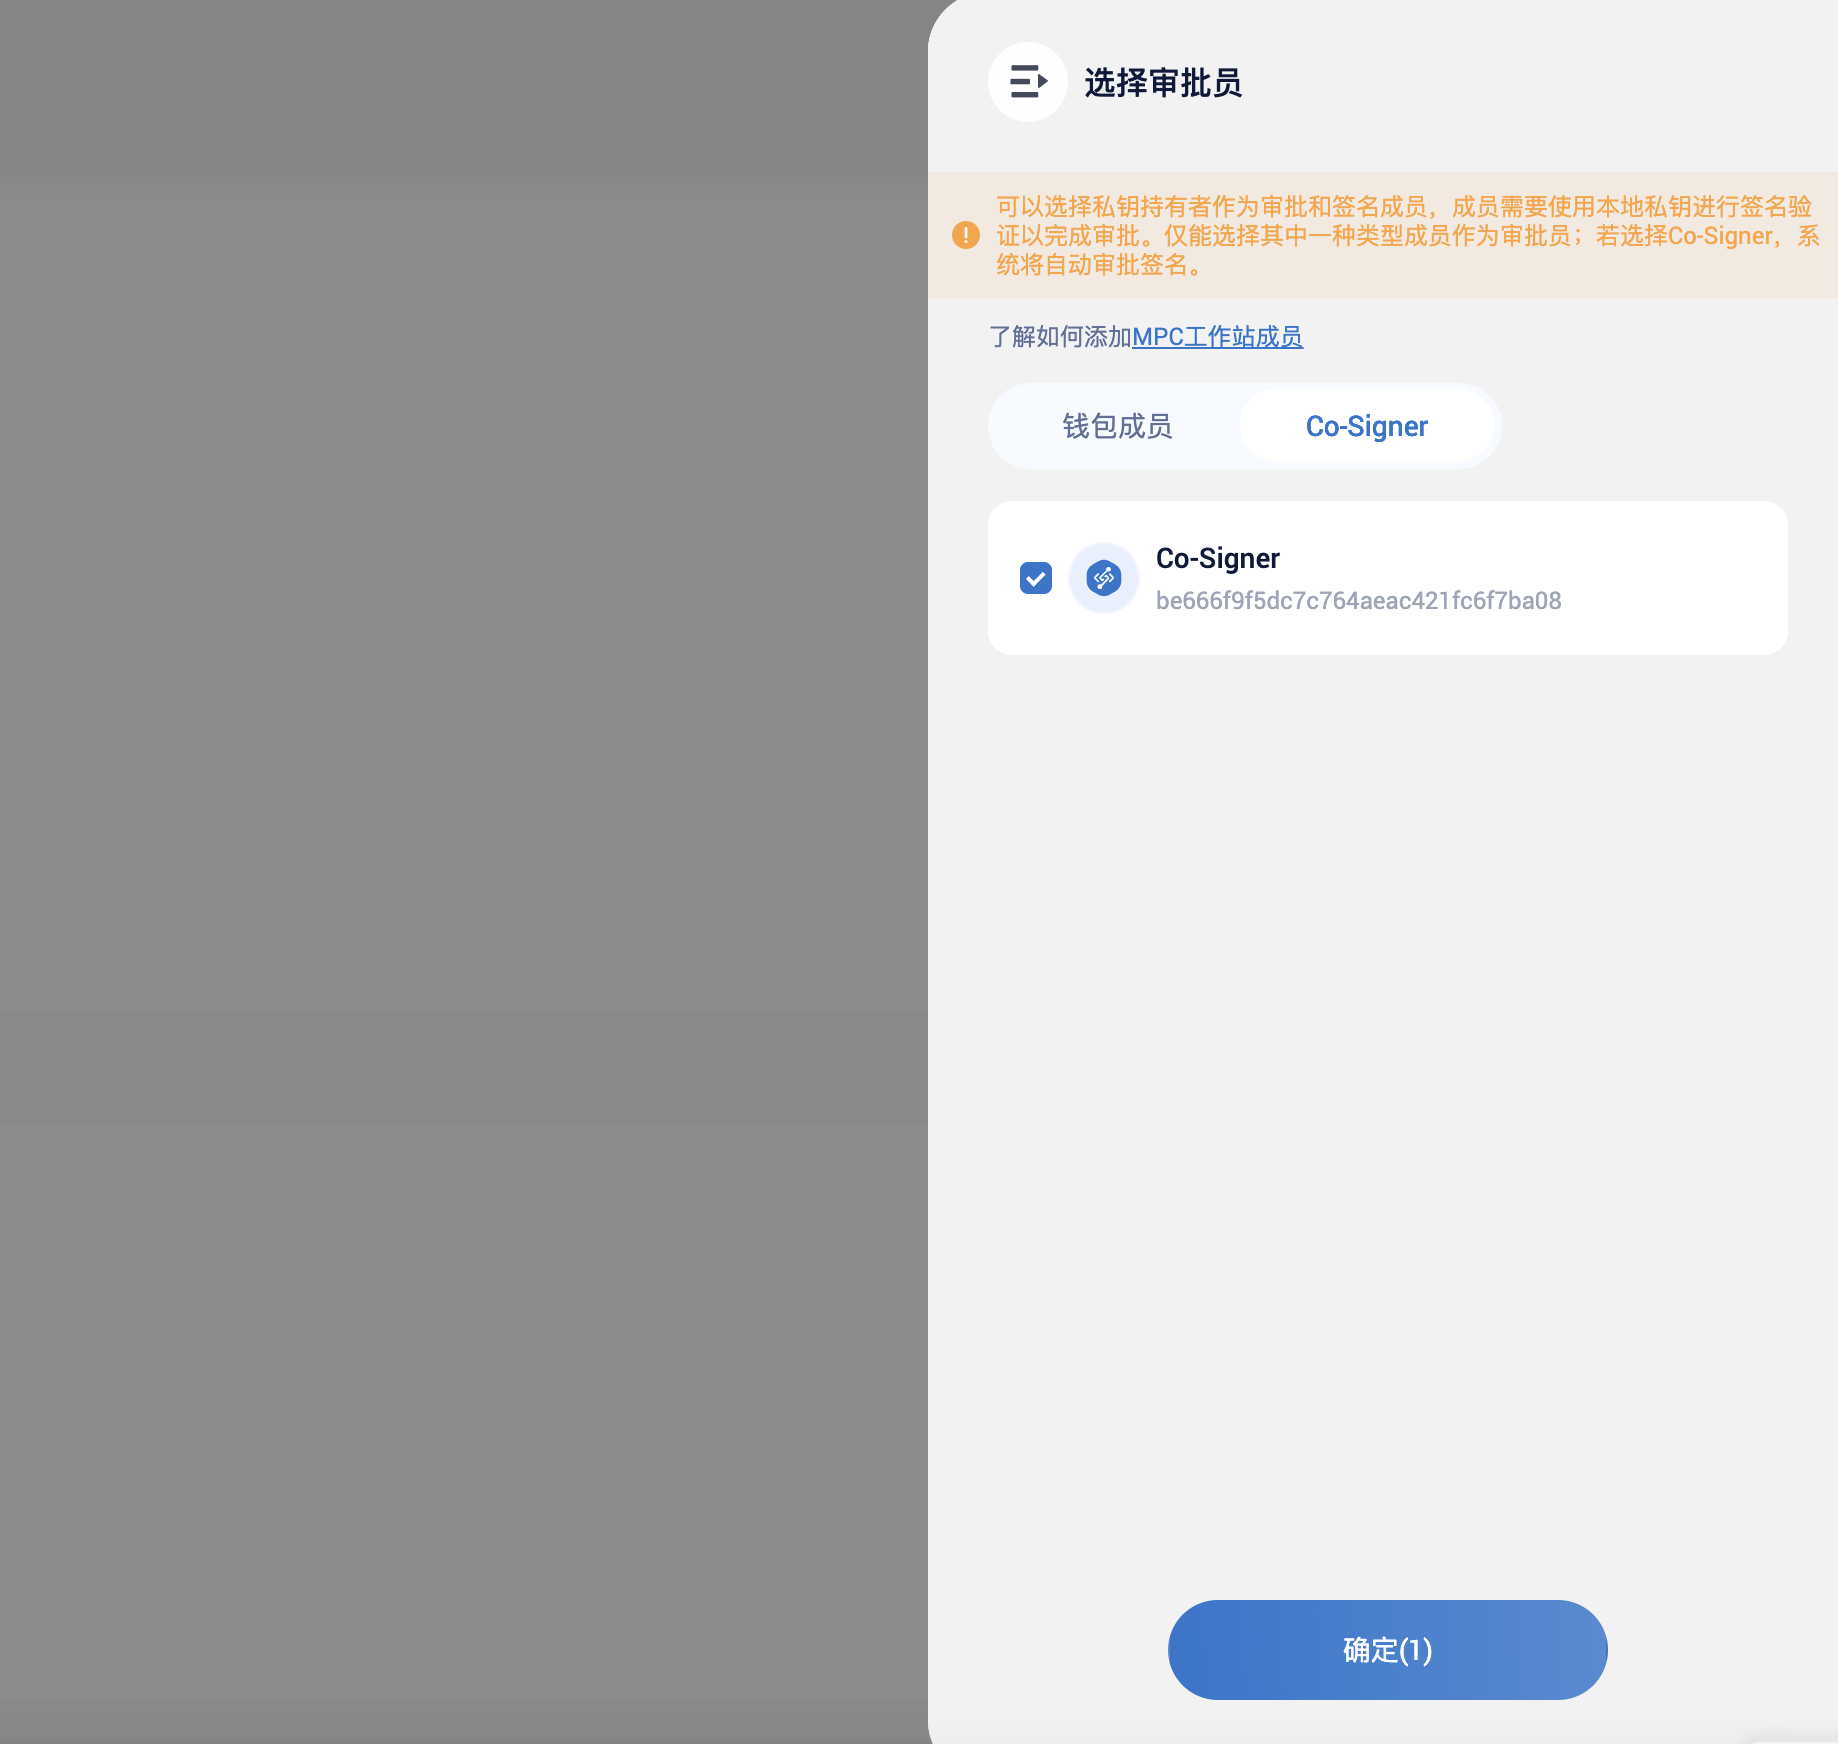 选择审批员
可以选择私钥持有者作为审批和签名成员，成员需要使用本地私钥进行签名验
证以完成审批。仅能选择其中一种类型成员作为审批员；若选择Co-Signer，系
统将自动审批签名。
了解如何添加MPC工作站成员
钱包成员
Co-Signer
Co-Signer
be666f9f5dc7c764aeac421fc6f7ba08
确定(1)